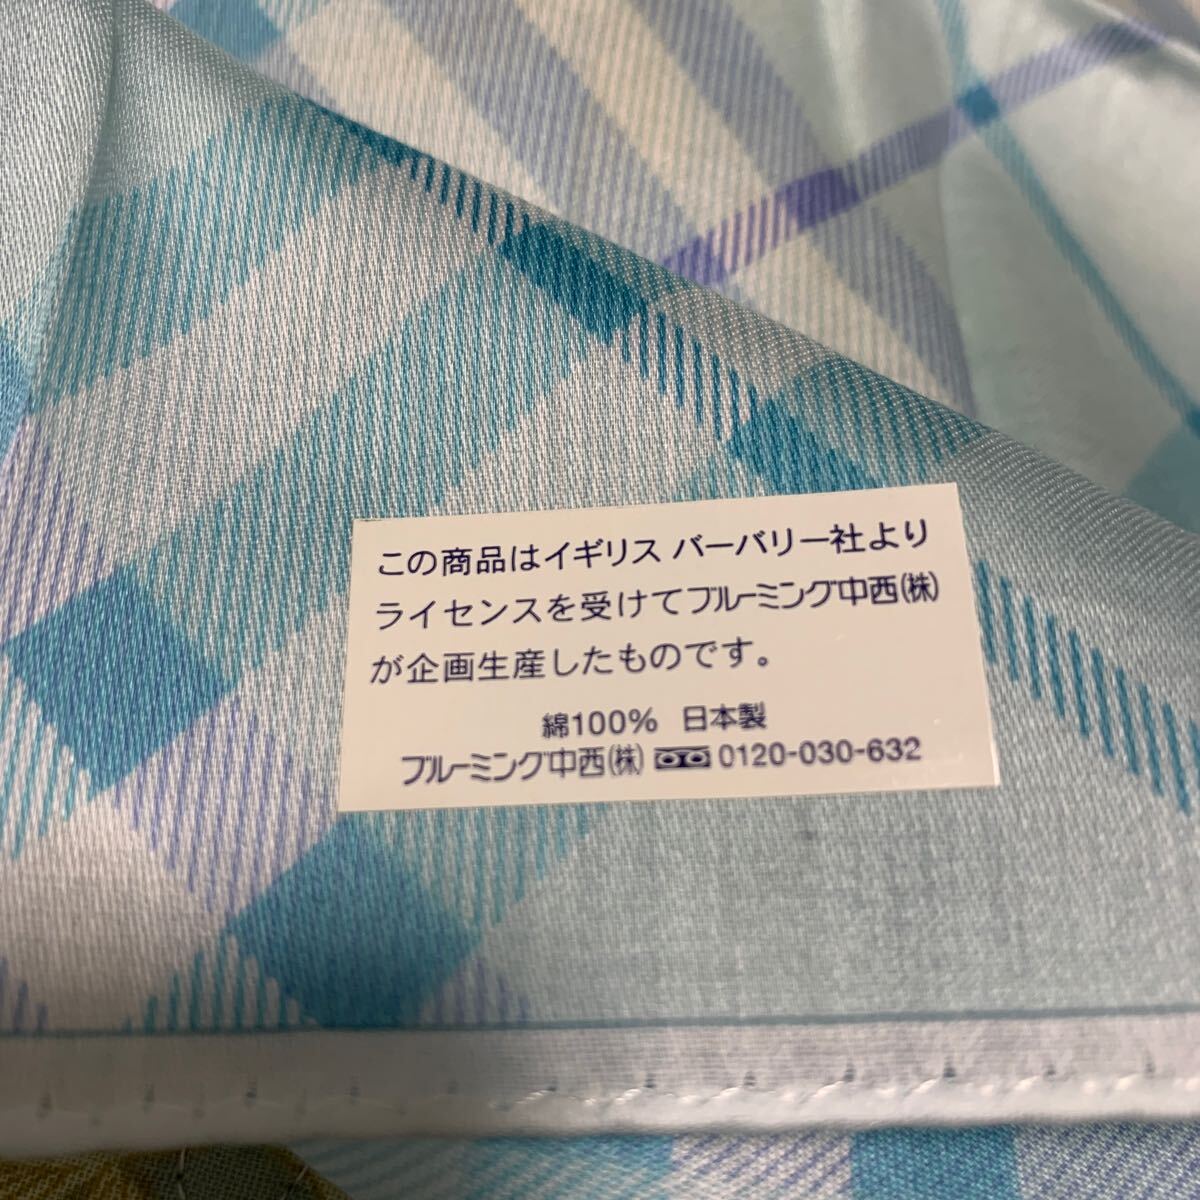 この商品はイギリス バーバリー社より
ライセンスを受けてブルーミング中西㈱
が企画生産したものです。
綿100% 日本製
ブルーミング中西㈱ 0120-030-632